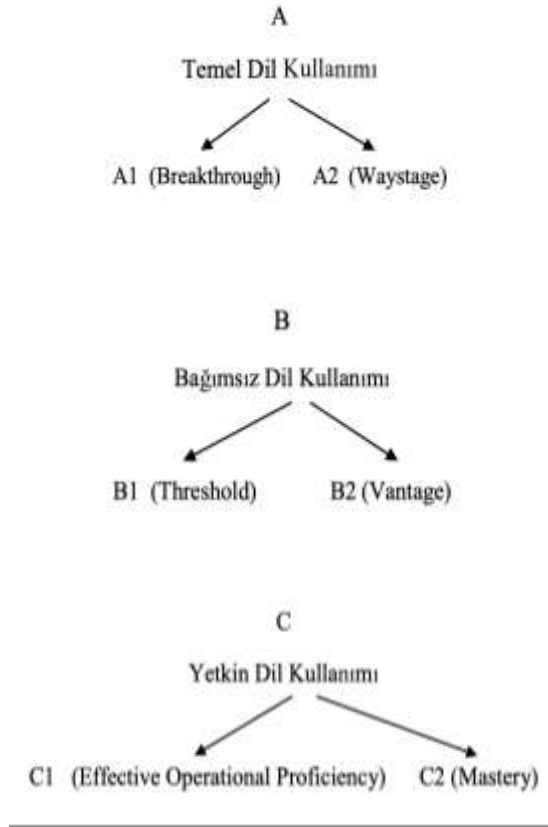 A
Temel Dil Kullanımı
A1 (Breakthrough) A2 (Waystage)
B
Bağımsız Dil Kullanımı
B1 (Threshold) B2 (Vantage)
C
Yetkin Dil Kullanımı
C1 (Effective Operational Proficiency) C2 (Mastery)